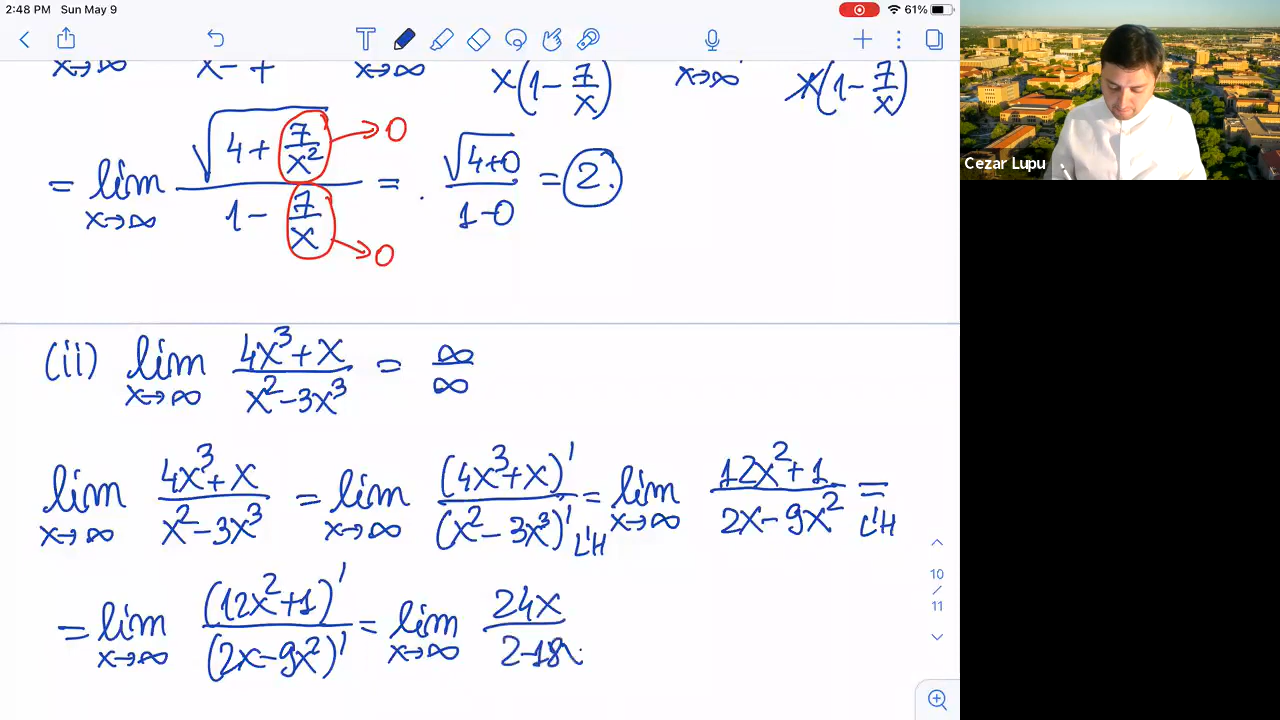 2:48 PM Sun May 9
61%
T
x→∞ x- + x→∞ x(1 - 7/x) x→∞ x(1 - 7/x)
= lim x→∞ √(4 + 7/x²) / (1 - 7/x) = . √(4+0) / (1-0) = 2.
→0
→0
(ii) lim x→∞ (4x³+x) / (x²-3x³) = ∞/∞
lim x→∞ (4x³+x) / (x²-3x³) = lim x→∞ (4x³+x)' / (x²-3x³)' = L'H lim x→∞ (12x²+1) / (2x-9x²) = L'H
= lim x→∞ (12x²+1)' / (2x-9x²)' = lim x→∞ 24x / 2-18x
10
/
11
Cezar Lupu